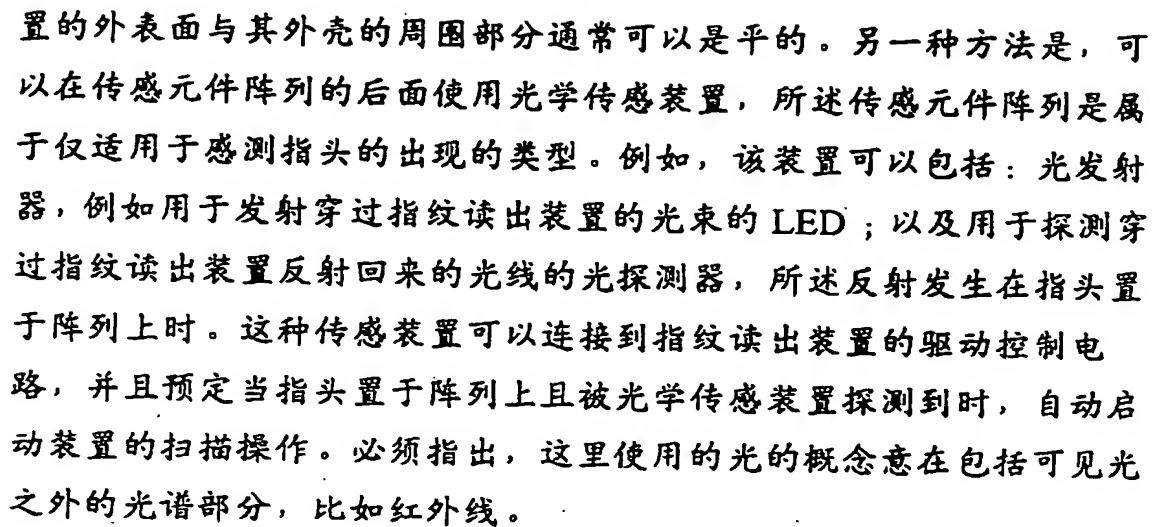 置的外表面与其外壳的周围部分通常可以是平的。另一种方法是，可
以在传感元件阵列的后面使用光学传感装置，所述传感元件阵列是属
于仅适用于感测指头的出现的类型。例如，该装置可以包括：光发射
器，例如用于发射穿过指纹读出装置的光束的 LED；以及用于探测穿
过指纹读出装置反射回来的光线的光探测器，所述反射发生在指头置
于阵列上时。这种传感装置可以连接到指纹读出装置的驱动控制电
路，并且预定当指头置于阵列上且被光学传感装置探测到时，自动启
动装置的扫描操作。必须指出，这里使用的光的概念意在包括可见光
之外的光谱部分，比如红外线。